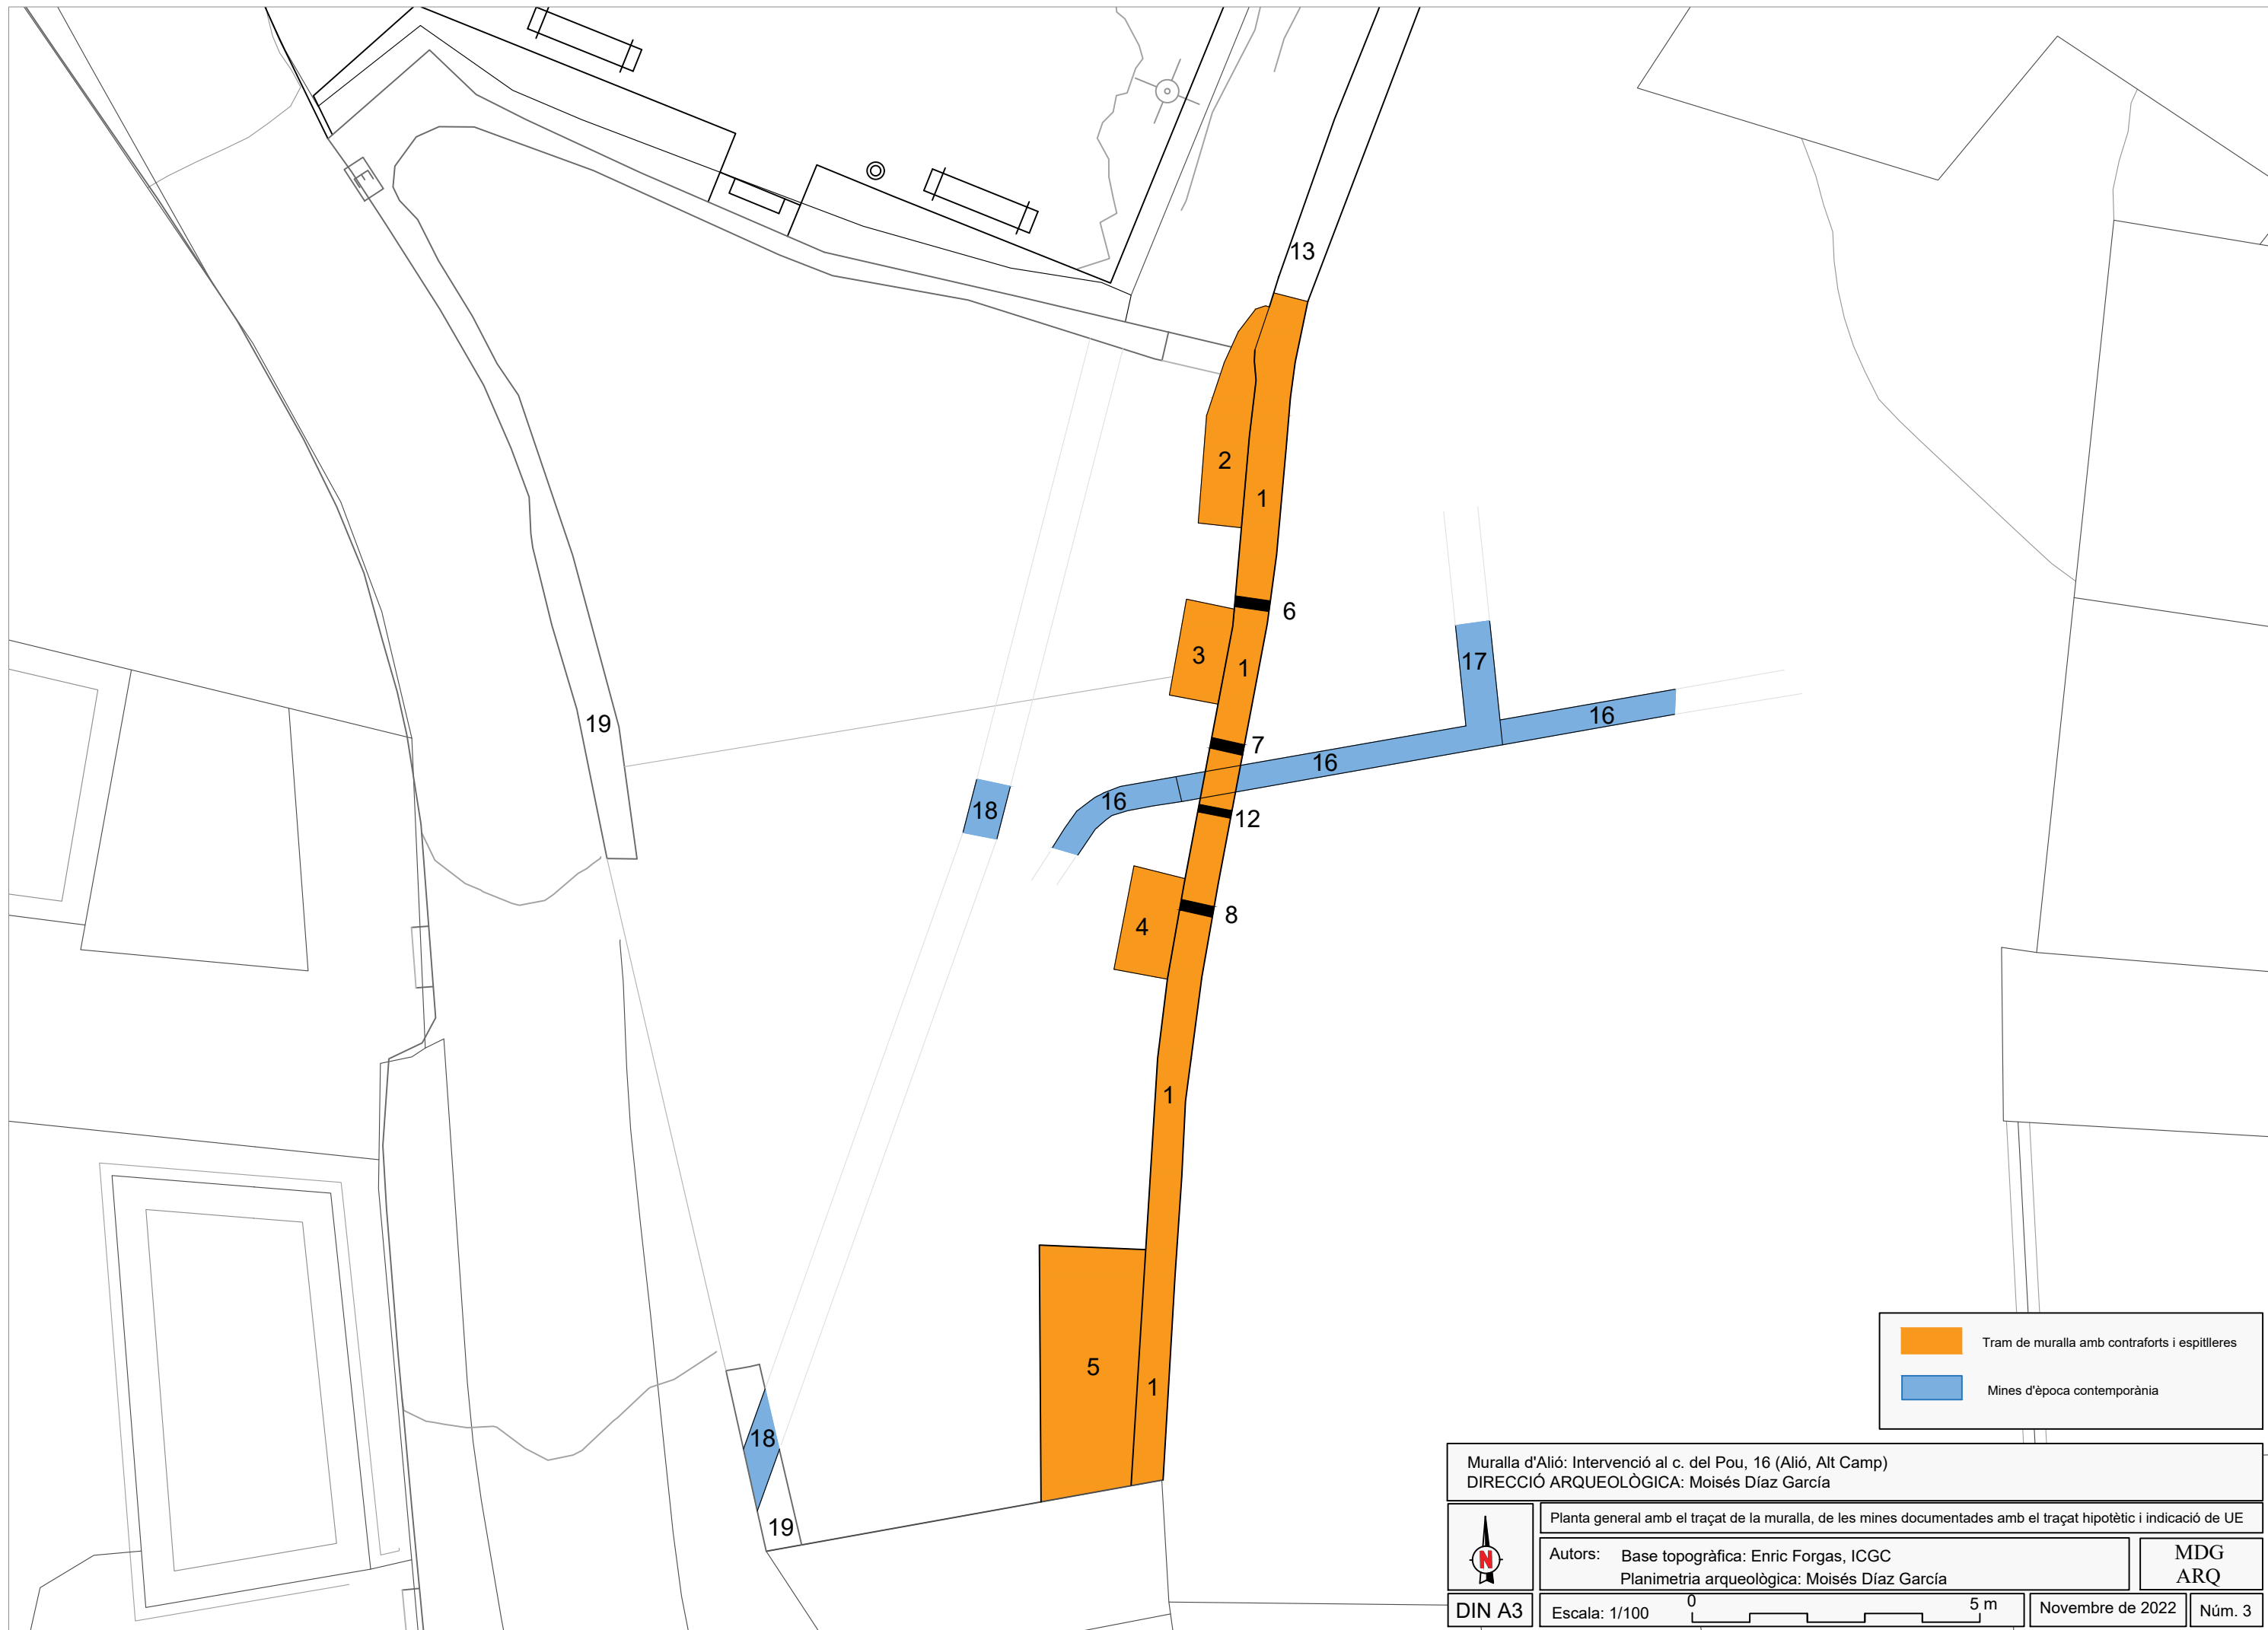 13
2
1
6
3
1
17
19
16
7
16
18
16
12
4
8
1
5
1
18
19
Tram de muralla amb contraforts i espitlleres
Mines d'època contemporània
Muralla d'Alió: Intervenció al c. del Pou, 16 (Alió, Alt Camp)
DIRECCIÓ ARQUEOLÒGICA: Moisés Díaz García
Planta general amb el traçat de la muralla, de les mines documentades amb el traçat hipotètic i indicació de UE
N
Autors: Base topogràfica: Enric Forgas, ICGC
Planimetria arqueològica: Moisés Díaz García
MDG
ARQ
DIN A3
Escala: 1/100
0 5 m
Novembre de 2022
Núm. 3